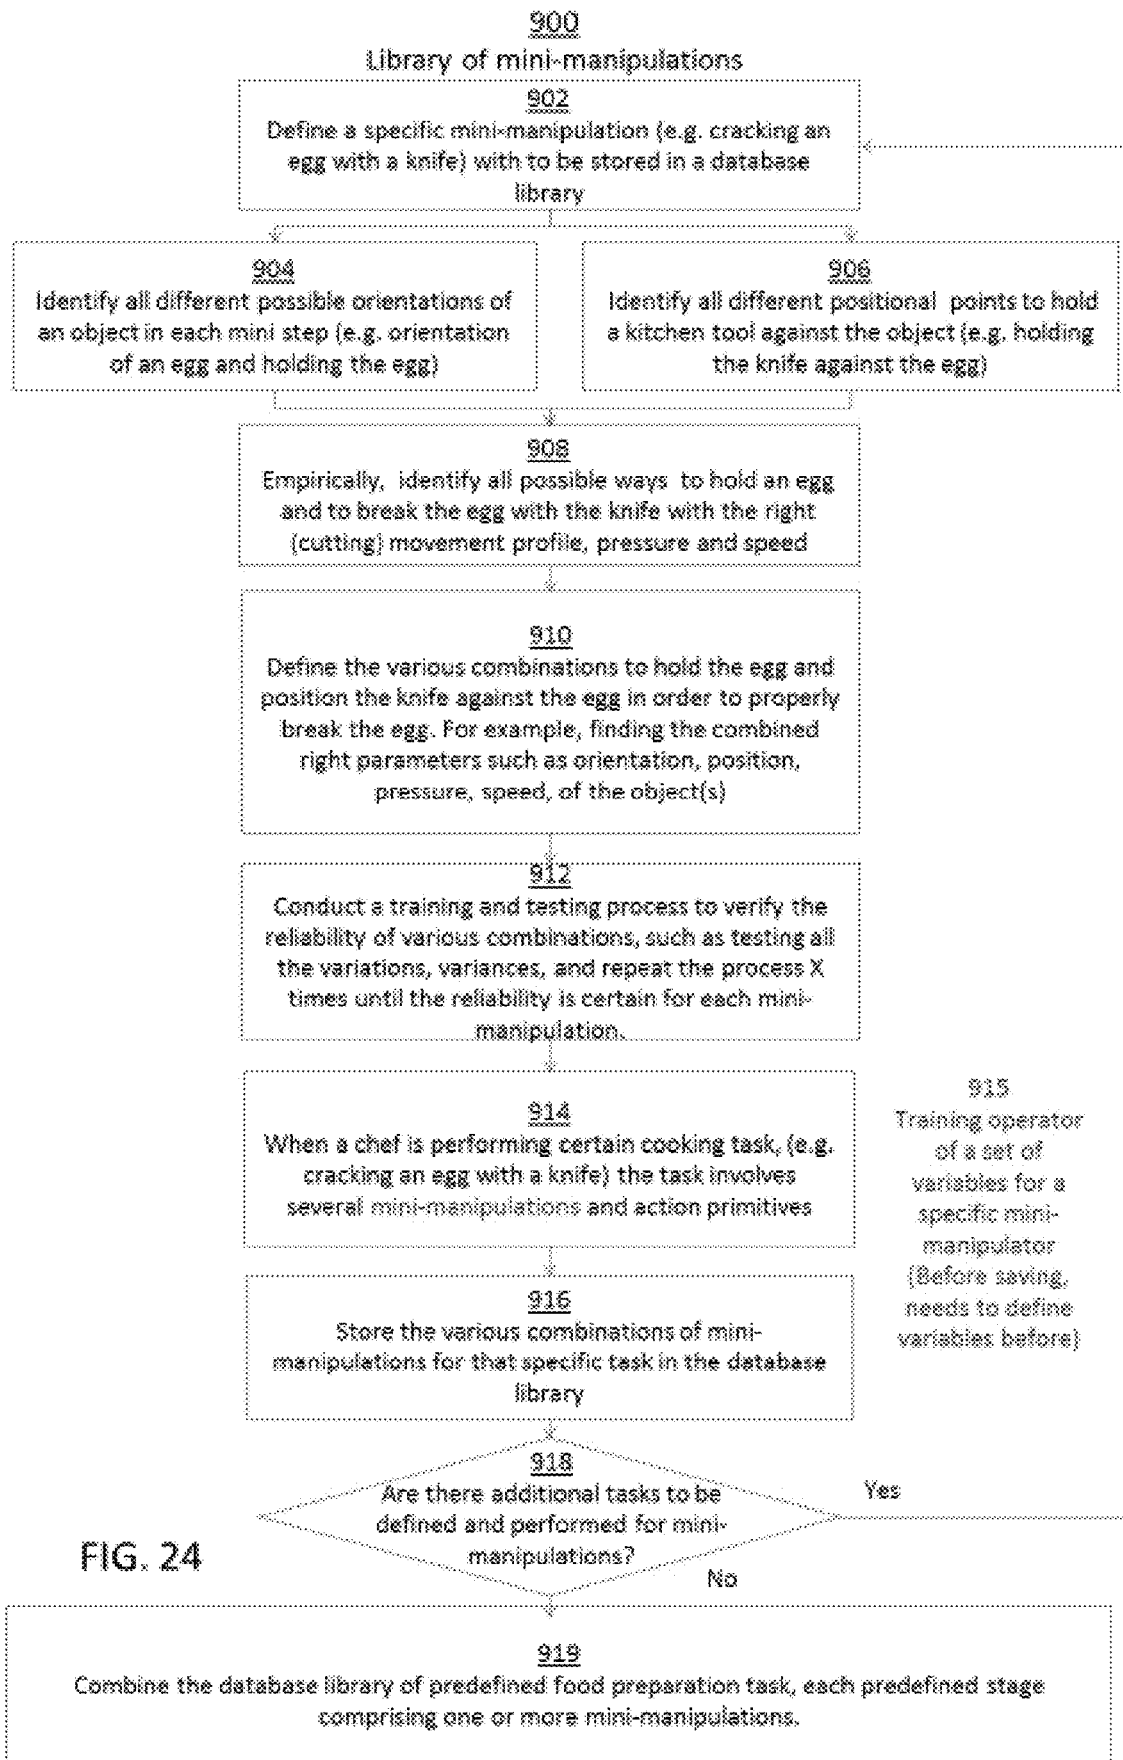 900
Library of mini-manipulations
902
Define a specific mini-manipulation (e.g. cracking an
egg with a knife) with to be stored in a database
library
904
Identify all different possible orientations of
an object in each mini step (e.g. orientation
of an egg and holding the egg)
906
Identify all different positional points to hold
a kitchen tool against the object (e.g. holding
the knife against the egg)
908
Empirically, identify all possible ways to hold an egg
and to break the egg with the knife with the right
(cutting) movement profile, pressure and speed
910
Define the various combinations to hold the egg and
position the knife against the egg in order to properly
break the egg. For example, finding the combined
right parameters such as orientation, position,
pressure, speed, of the object(s)
912
Conduct a training and testing process to verify the
reliability of various combinations, such as testing all
the variations, variances, and repeat the process X
times until the reliability is certain for each mini-
manipulation.
914
When a chef is performing certain cooking task, (e.g.
cracking an egg with a knife) the task involves
several mini-manipulations and action primitives
915
Training operator
of a set of
variables for a
specific mini-
manipulator
(Before saving,
needs to define
variables before)
916
Store the various combinations of mini-
manipulations for that specific task in the database
library
918
Are there additional tasks to be
defined and performed for mini-
manipulations?
Yes
No
FIG. 24
919
Combine the database library of predefined food preparation task, each predefined stage
comprising one or more mini-manipulations.